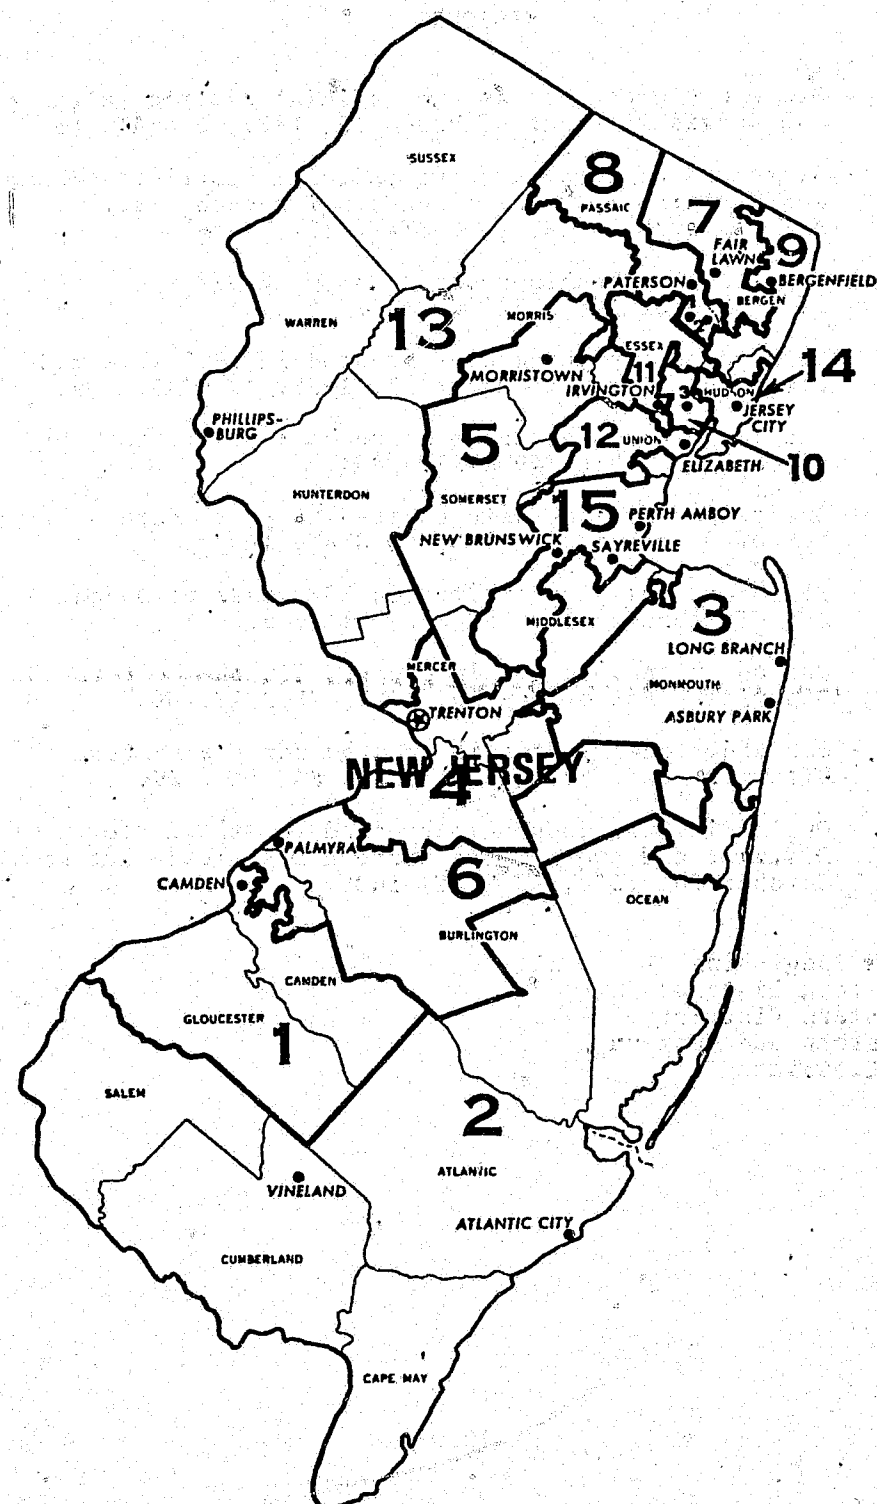 SUSSEX
8
PASSAIC
7
FAIR
LAWN
9
BERGENFIELD
PATERSON
BERGEN
WARREN
13
MORRIS
ESSEX
MORRISTOWN
11
IRVINGTON
HUDSON
14
JERSEY
CITY
PHILLIPS-
BURG
5
12
UNION
ELIZABETH
10
HUNTERDON
SOMERSET
15
PERTH AMBOY
NEW BRUNSWICK
SAYREVILLE
MIDDLESEX
3
LONG BRANCH
MERCER
MONMOUTH
TRENTON
ASBURY PARK
NEW JERSEY
4
PALMYRA
CAMDEN
6
OCEAN
BURLINGTON
CAMDEN
GLOUCESTER
1
SALEM
2
ATLANTIC
VINELAND
ATLANTIC CITY
CUMBERLAND
CAPE MAY